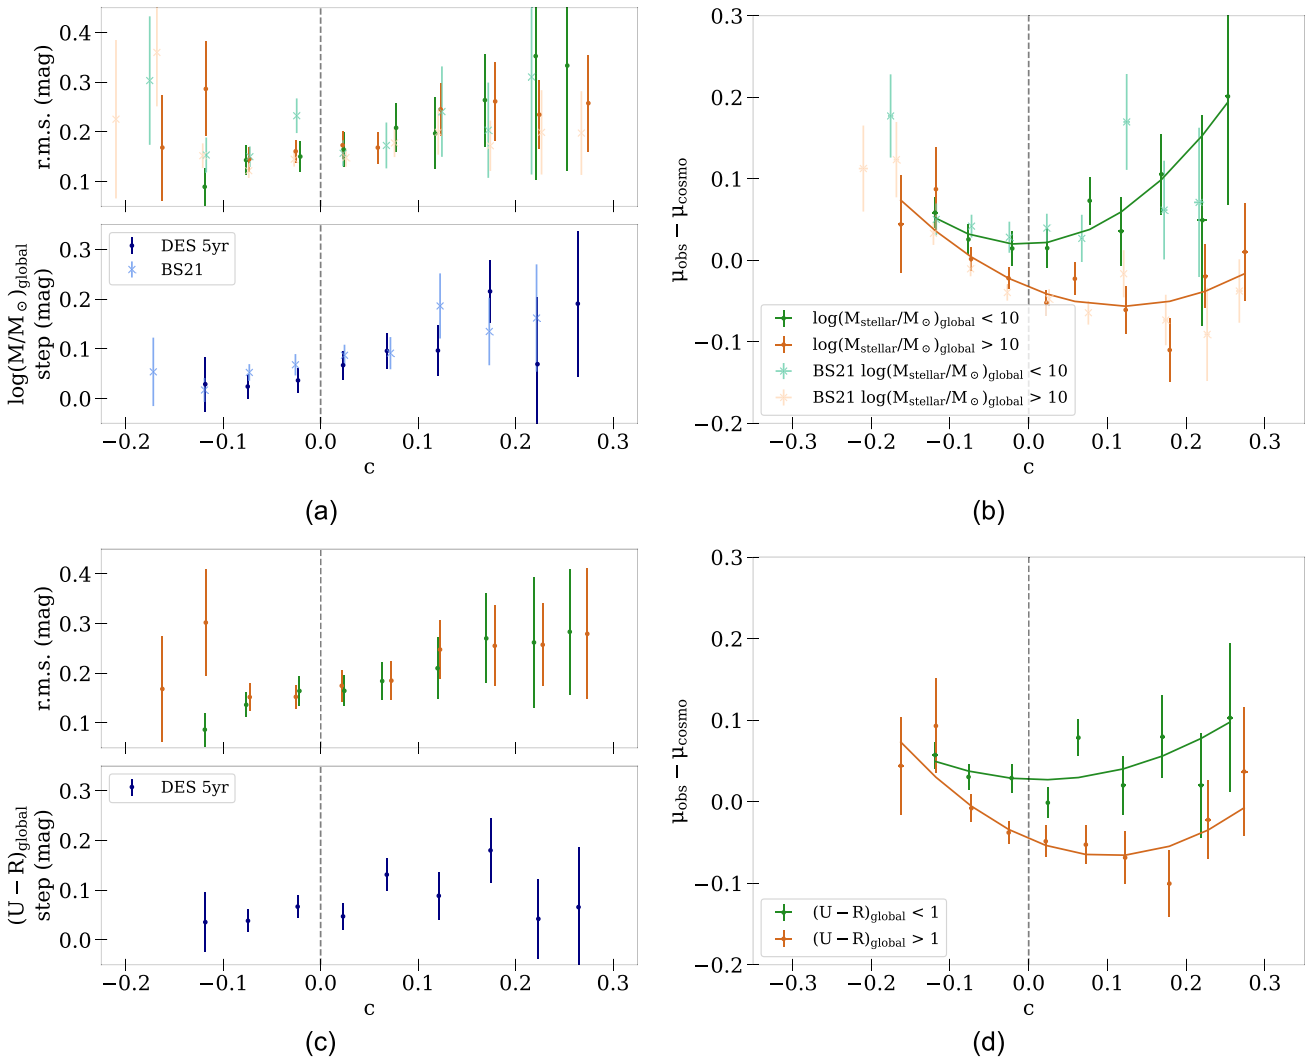 0.4
0.3
0.2
0.1
r.m.s. (mag)
0.3
0.2
0.1
0.0
log(M/M⊙)global
step (mag)
DES 5yr
BS21
−0.2 −0.1 0.0 0.1 0.2 0.3
c
(a)
0.3
0.2
0.1
0.0
−0.1
−0.2
μobs − μcosmo
log(Mstellar/M⊙)global < 10
log(Mstellar/M⊙)global > 10
BS21 log(Mstellar/M⊙)global < 10
BS21 log(Mstellar/M⊙)global > 10
−0.3 −0.2 −0.1 0.0 0.1 0.2 0.3
c
(b)
0.4
0.3
0.2
0.1
r.m.s. (mag)
0.3
0.2
0.1
0.0
(U − R)global
step (mag)
DES 5yr
−0.2 −0.1 0.0 0.1 0.2 0.3
c
(c)
0.3
0.2
0.1
0.0
−0.1
−0.2
μobs − μcosmo
(U − R)global < 1
(U − R)global > 1
−0.3 −0.2 −0.1 0.0 0.1 0.2 0.3
c
(d)